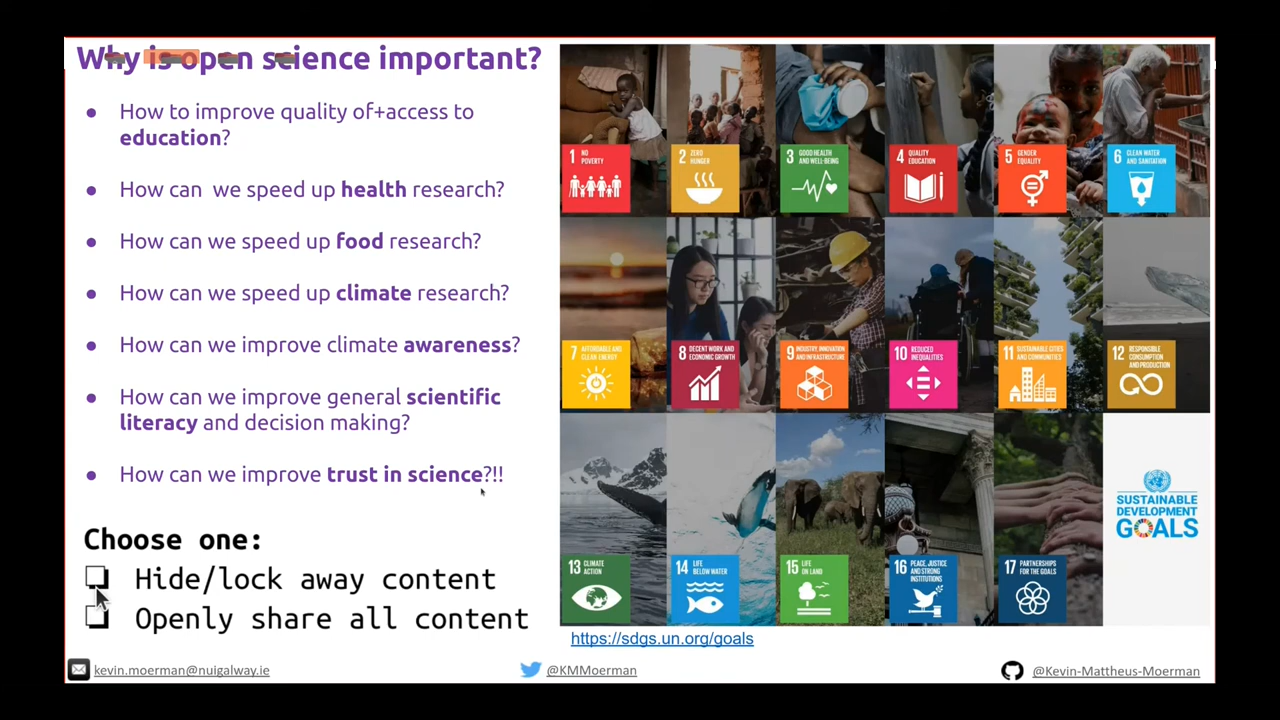 Why is open science important?
How to improve quality of+access to
education?
How can we speed up health research?
How can we speed up food research?
How can we speed up climate research?
How can we improve climate awareness?
How can we improve general scientific
literacy and decision making?
How can we improve trust in science?!!
Choose one:
Hide/lock away content
Openly share all content
1 NO
POVERTY
2 ZERO
HUNGER
3 GOOD HEALTH
AND WELL-BEING
4 QUALITY
EDUCATION
5 GENDER
EQUALITY
6 CLEAN WATER
AND SANITATION
7 AFFORDABLE AND
CLEAN ENERGY
8 DECENT WORK AND
ECONOMIC GROWTH
9 INDUSTRY, INNOVATION
AND INFRASTRUCTURE
10 REDUCED
INEQUALITIES
11 SUSTAINABLE CITIES
AND COMMUNITIES
12 RESPONSIBLE
CONSUMPTION
AND PRODUCTION
13 CLIMATE
ACTION
14 LIFE
BELOW WATER
15 LIFE
ON LAND
16 PEACE, JUSTICE
AND STRONG
INSTITUTIONS
17 PARTNERSHIPS
FOR THE GOALS
SUSTAINABLE
DEVELOPMENT
GOALS
https://sdgs.un.org/goals
kevin.moerman@nuigalway.ie
@KMMoerman
@Kevin-Mattheus-Moerman